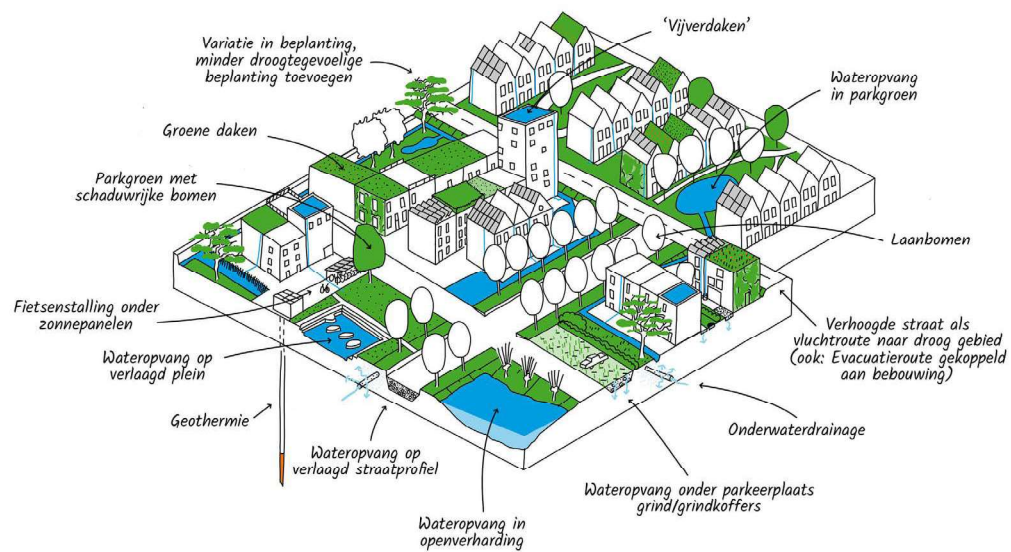 Variatie in beplanting,
minder droogtegevoelige
beplanting toevoegen
'Vijverdaken'
Wateropvang
in parkgroen
Groene daken
Parkgroen met
schaduwrijke bomen
Laanbomen
Fietsenstalling onder
zonnepanelen
Verhoogde straat als
vluchtroute naar droog gebied
(ook: Evacuatieroute gekoppeld
aan bebouwing)
Wateropvang op
verlaagd plein
Geothermie
Onderwaterdrainage
Wateropvang op
verlaagd straatprofiel
Wateropvang onder parkeerplaats
grind/grindkoffers
Wateropvang in
openverharding